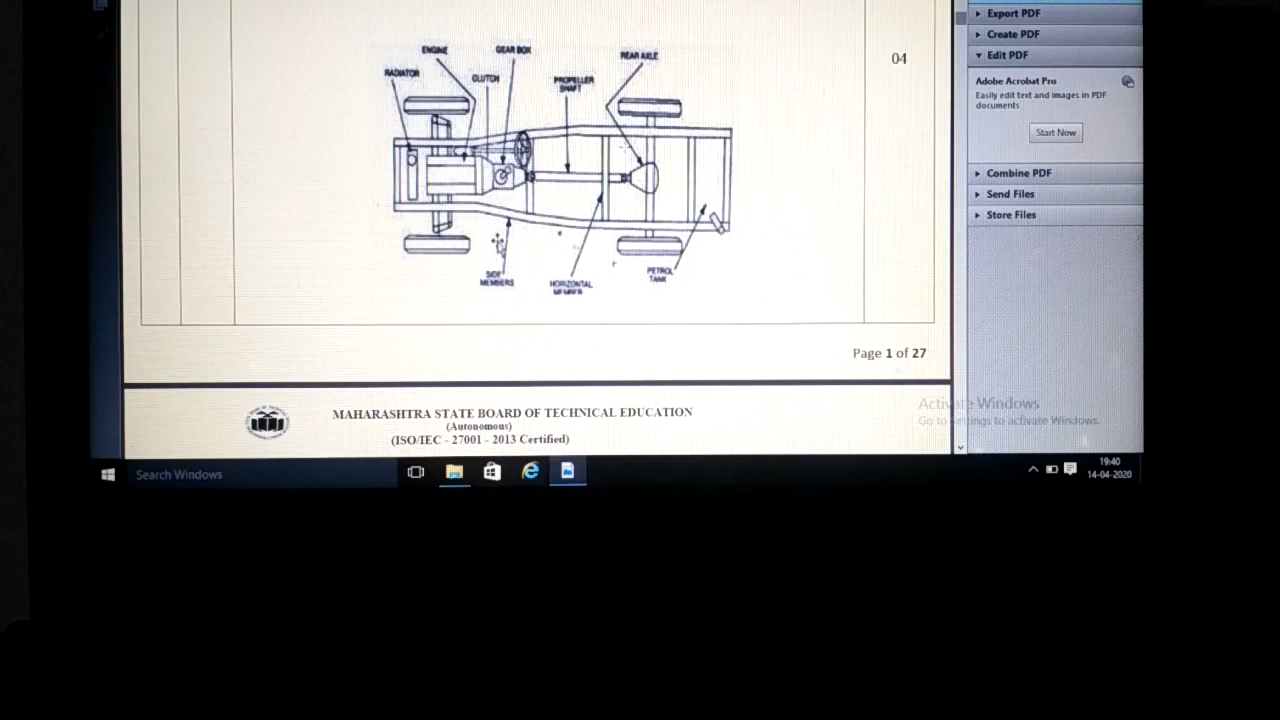 ENGINE
GEAR BOX
REAR AXLE
RADIATOR
CLUTCH
PROPELLER
SHAFT
SIDE
MEMBERS
HORIZONTAL
MEMBER
PETROL
TANK
04
Page 1 of 27
MAHARASHTRA STATE BOARD OF TECHNICAL EDUCATION
(Autonomous)
(ISO/IEC - 27001 - 2013 Certified)
Export PDF
Create PDF
Edit PDF
Adobe Acrobat Pro
Easily edit text and images in PDF
documents
Start Now
Combine PDF
Send Files
Store Files
Activate Windows
Go to Settings to activate Windows.
Search Windows
19:40
14-04-2020